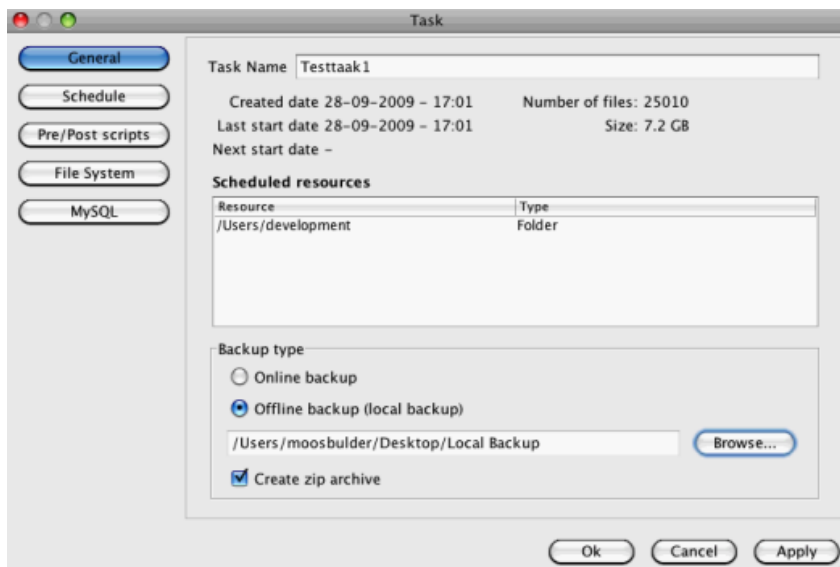 Task
General
Schedule
Pre/Post scripts
File System
MySQL
Task Name Testtaak1
Created date 28-09-2009 - 17:01 Number of files: 25010
Last start date 28-09-2009 - 17:01 Size: 7.2 GB
Next start date -
Scheduled resources
Resource Type
/Users/development Folder
Backup type
Online backup
Offline backup (local backup)
/Users/moosbulder/Desktop/Local Backup Browse...
Create zip archive
Ok Cancel Apply